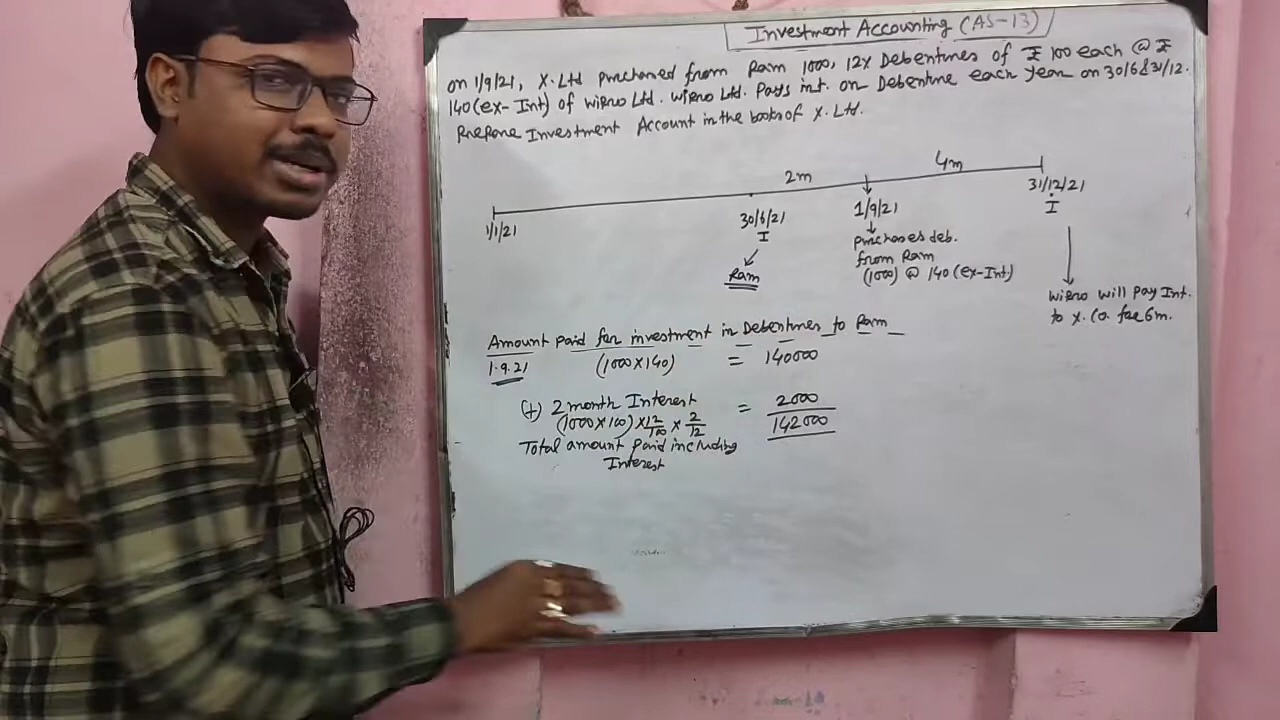 Investment Accounting (AS-13)
on 1/9/21, X.Ltd Purchased from Ram 1000, 12% Debentures of ₹ 100 each @ ₹
140 (ex-Int) of Wipro Ltd. Wipro Ltd. Pays int. on Debenture each year on 30/6 & 31/12.
Prepare Investment Account in the books of X.Ltd.
2m
4m
1/1/21
30/6/21
I
Ram
1/9/21
Purchases deb.
from Ram
(1000) @ 140 (ex-Int)
31/12/21
I
Wipro will pay Int.
to X.Co. for 6m.
Amount paid for investment in Debentures to Ram
1.9.21 (1000×140) = 140000
(+) 2 month Interest = 2000
(1000×100) × 12/100 × 2/12 142000
Total amount paid including
Interest